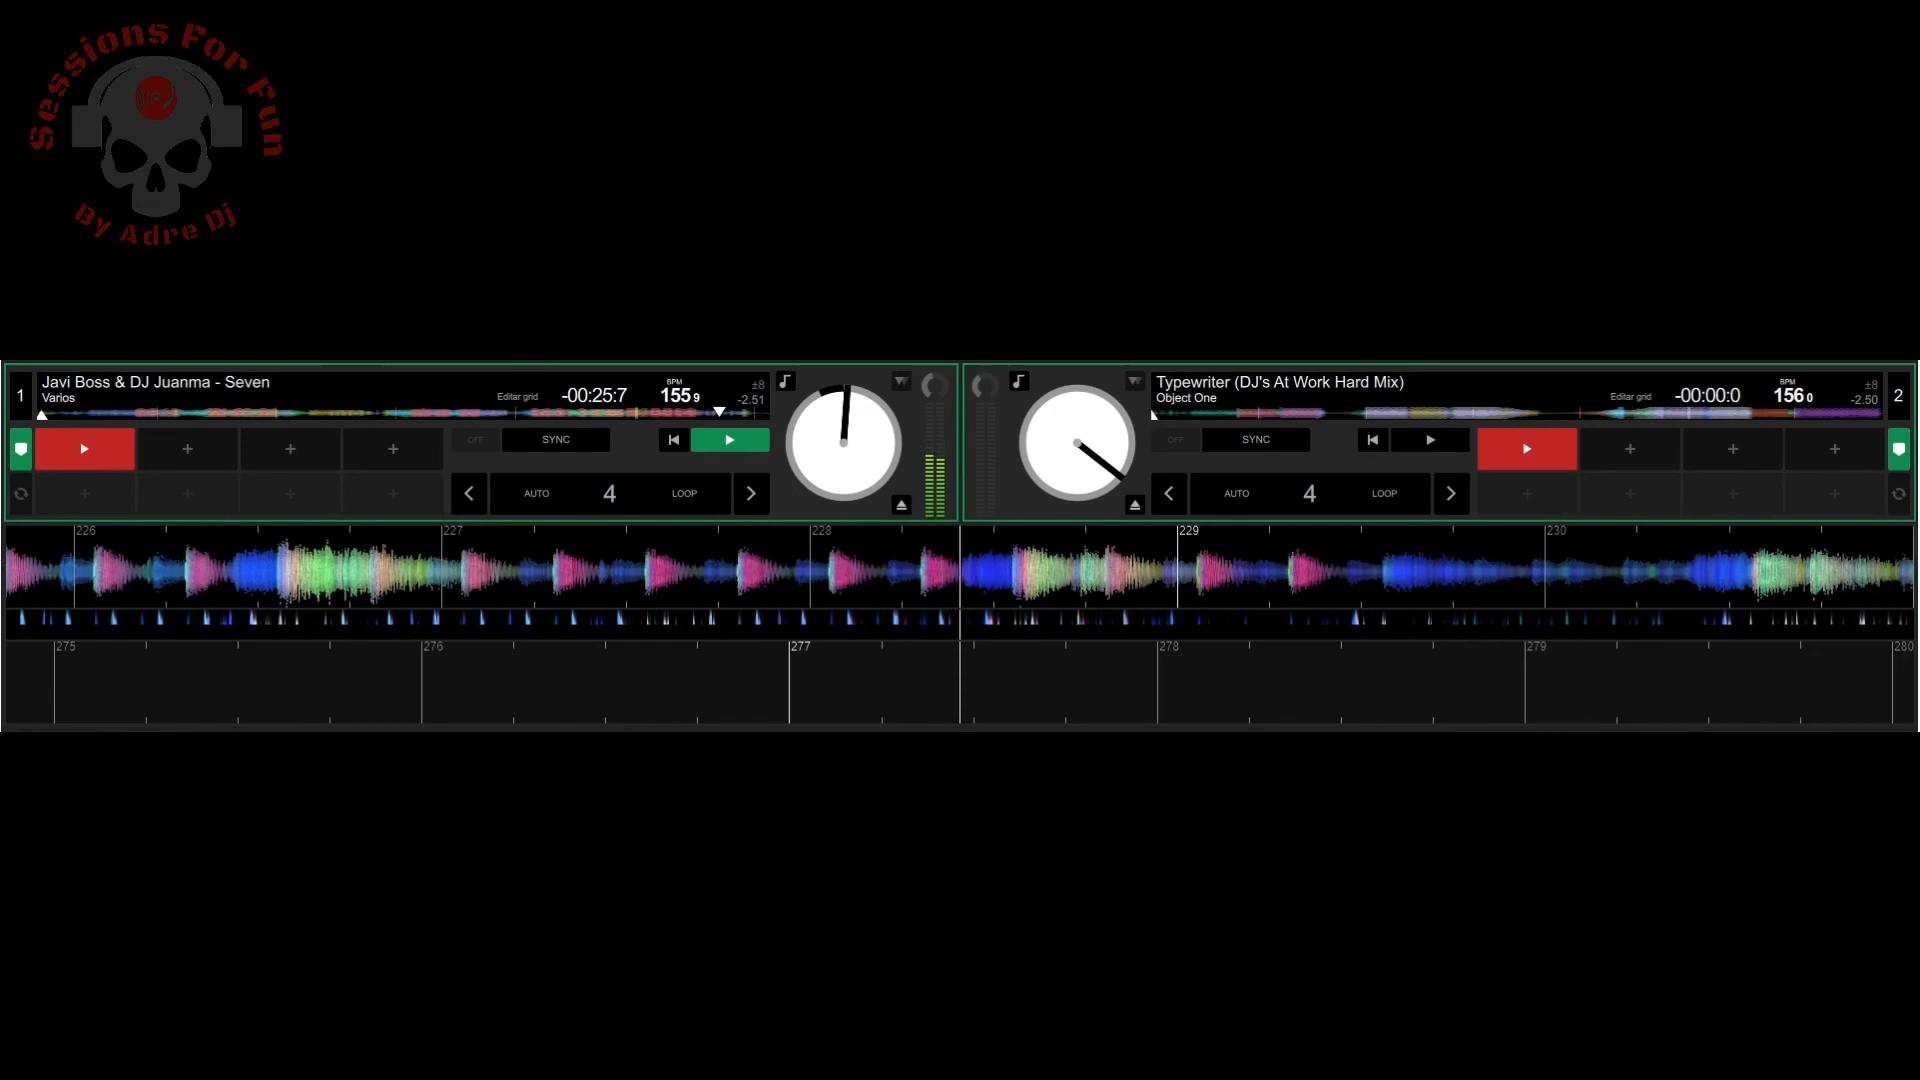 Sessions For Fun
By Adre Dj
1
Javi Boss & DJ Juanma - Seven
Varios
Editar grid
-00:25:7
BPM
155 9
±8
-2.51
OFF
SYNC
AUTO
4
LOOP
Typewriter (DJ's At Work Hard Mix)
Object One
Editar grid
-00:00:0
BPM
156 0
±8
-2.50
2
OFF
SYNC
AUTO
4
LOOP
226 227 228 229 230
275 276 277 278 279 280